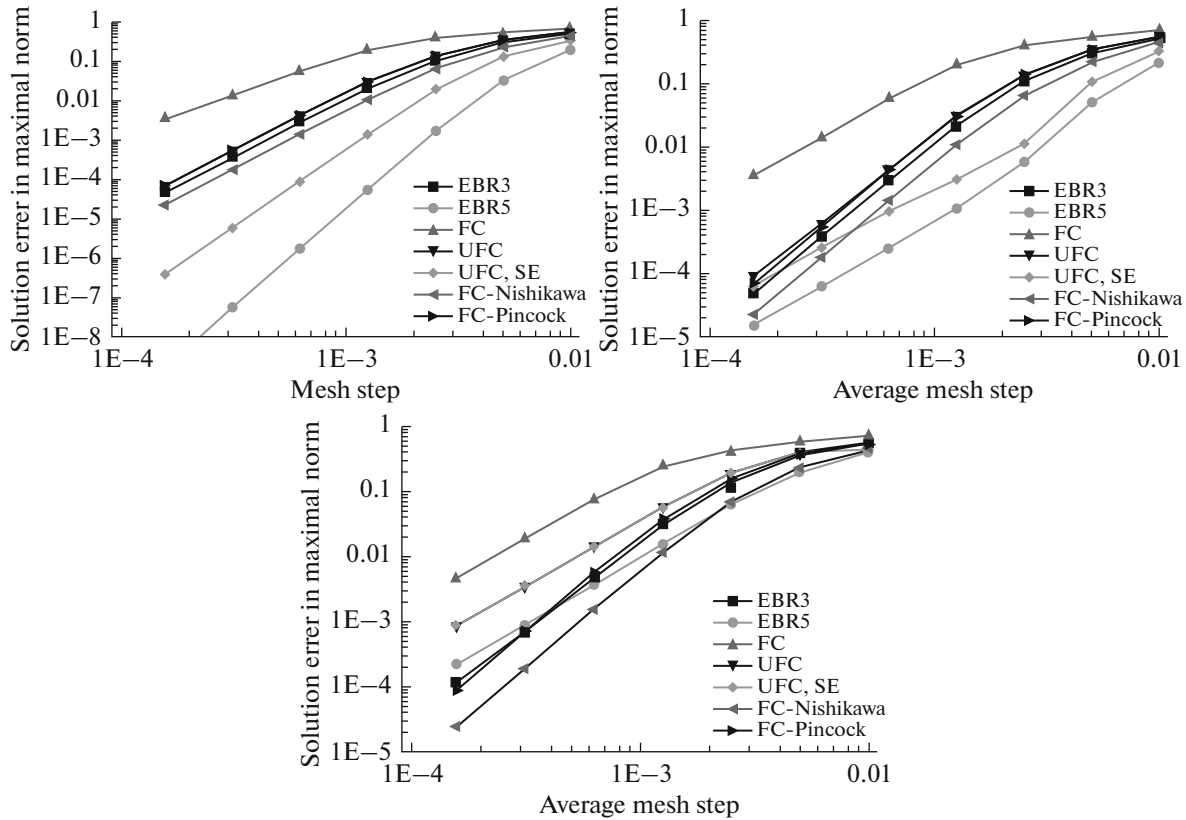 Solution errer in maximal norm
1
0.1
0.01
1E−3
1E−4
1E−5
1E−6
1E−7
1E−8
1E−4
1E−3
0.01
Mesh step
EBR3
EBR5
FC
UFC
UFC, SE
FC-Nishikawa
FC-Pincock
Solution errer in maximal norm
1
0.1
0.01
1E−3
1E−4
1E−5
1E−4
1E−3
0.01
Average mesh step
EBR3
EBR5
FC
UFC
UFC, SE
FC-Nishikawa
FC-Pincock
Solution errer in maximal norm
1
0.1
0.01
1E−3
1E−4
1E−5
1E−4
1E−3
0.01
Average mesh step
EBR3
EBR5
FC
UFC
UFC, SE
FC-Nishikawa
FC-Pincock